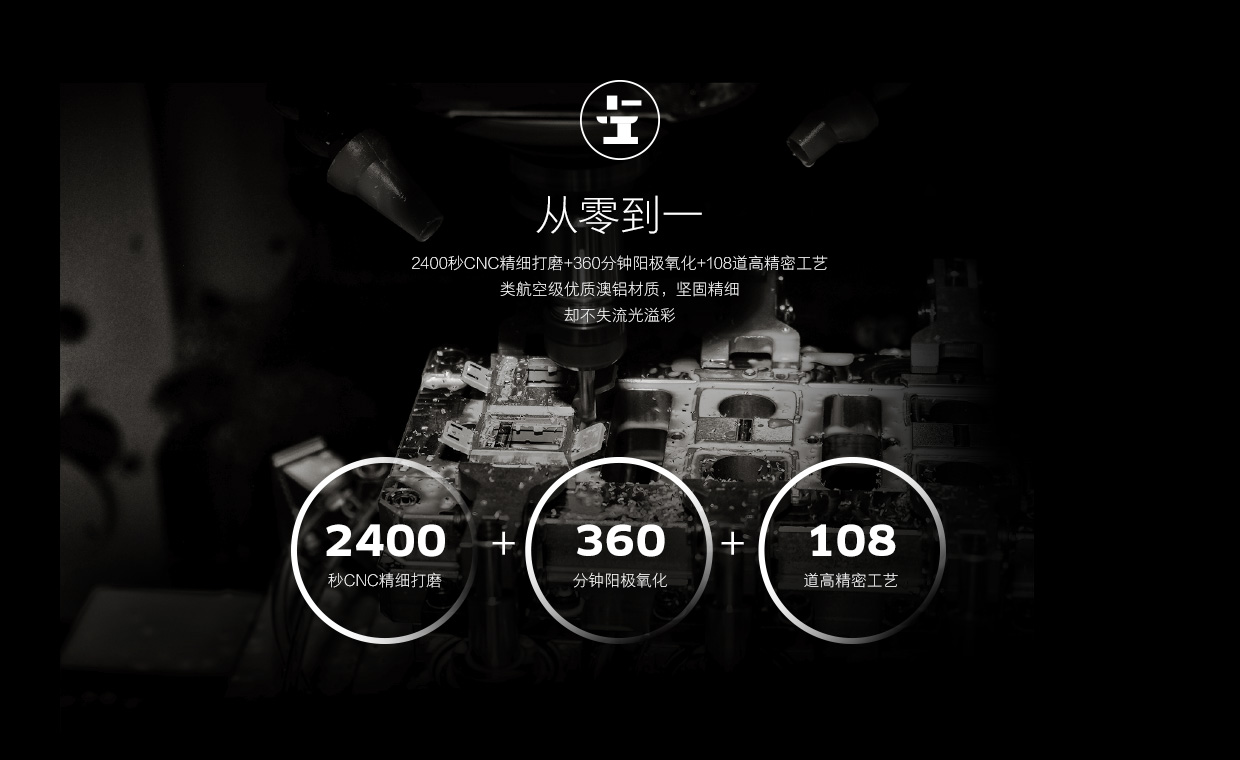 从零到一
2400秒CNC精细打磨+360分钟阳极氧化+108道高精密工艺
类航空级优质澳铝材质，坚固精细
却不失流光溢彩
2400 + 360 + 108
秒CNC精细打磨 分钟阳极氧化 道高精密工艺